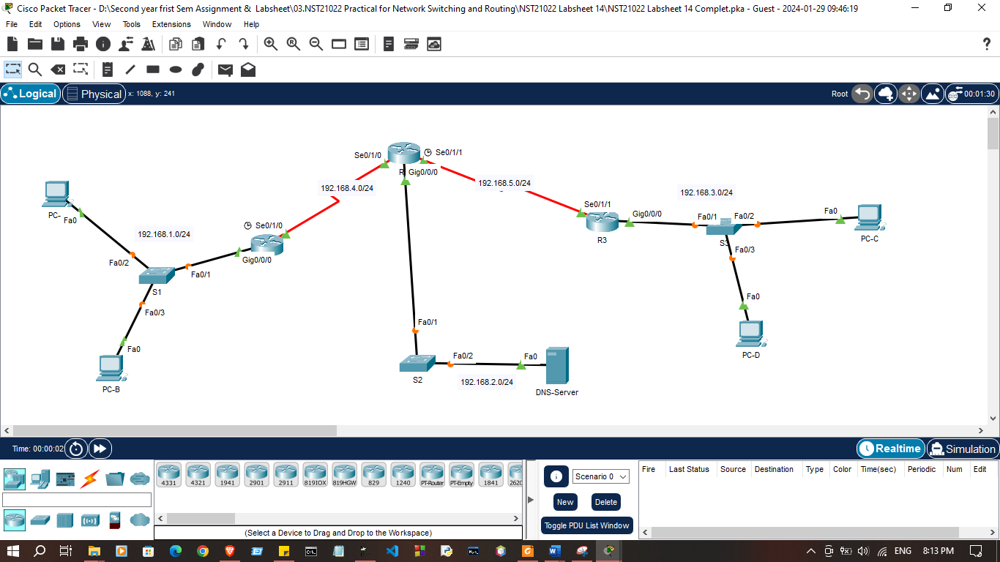 Cisco Packet Tracer - D:\Second year frist Sem Assignment & Labsheet\03.NST21022 Practical for Network Switching and Routing\NST21022 Labsheet 14\NST21022 Labsheet 14 Complet.pka - Guest - 2024-01-29 09:46:19
File Edit Options View Tools Extensions Window Help
Logical Physical x: 1088, y: 241 Root 00:01:30
Se0/1/0 Se0/1/1
R Gig0/0/0
192.168.4.0/24 192.168.5.0/24
192.168.3.0/24
PC-
Fa0
Se0/1/1
Gig0/0/0 Fa0/1 Fa0/2 Fa0
Se0/1/0
192.168.1.0/24
R3
S3
PC-C
Fa0/3
Fa0/2
Gig0/0/0
Fa0/1
S1
Fa0/3
Fa0
Fa0/1
Fa0
PC-D
PC-B
Fa0/2 Fa0
S2
192.168.2.0/24
DNS-Server
Time: 00:00:02 Realtime Simulation
4331 4321 1941 2901 2911 819IOX 819HGW 829 1240 PT-Router PT-Empty 1841 2620
Scenario 0
New Delete
Toggle PDU List Window
Fire Last Status Source Destination Type Color Time(sec) Periodic Num Edit
(Select a Device to Drag and Drop to the Workspace)
ENG 8:13 PM